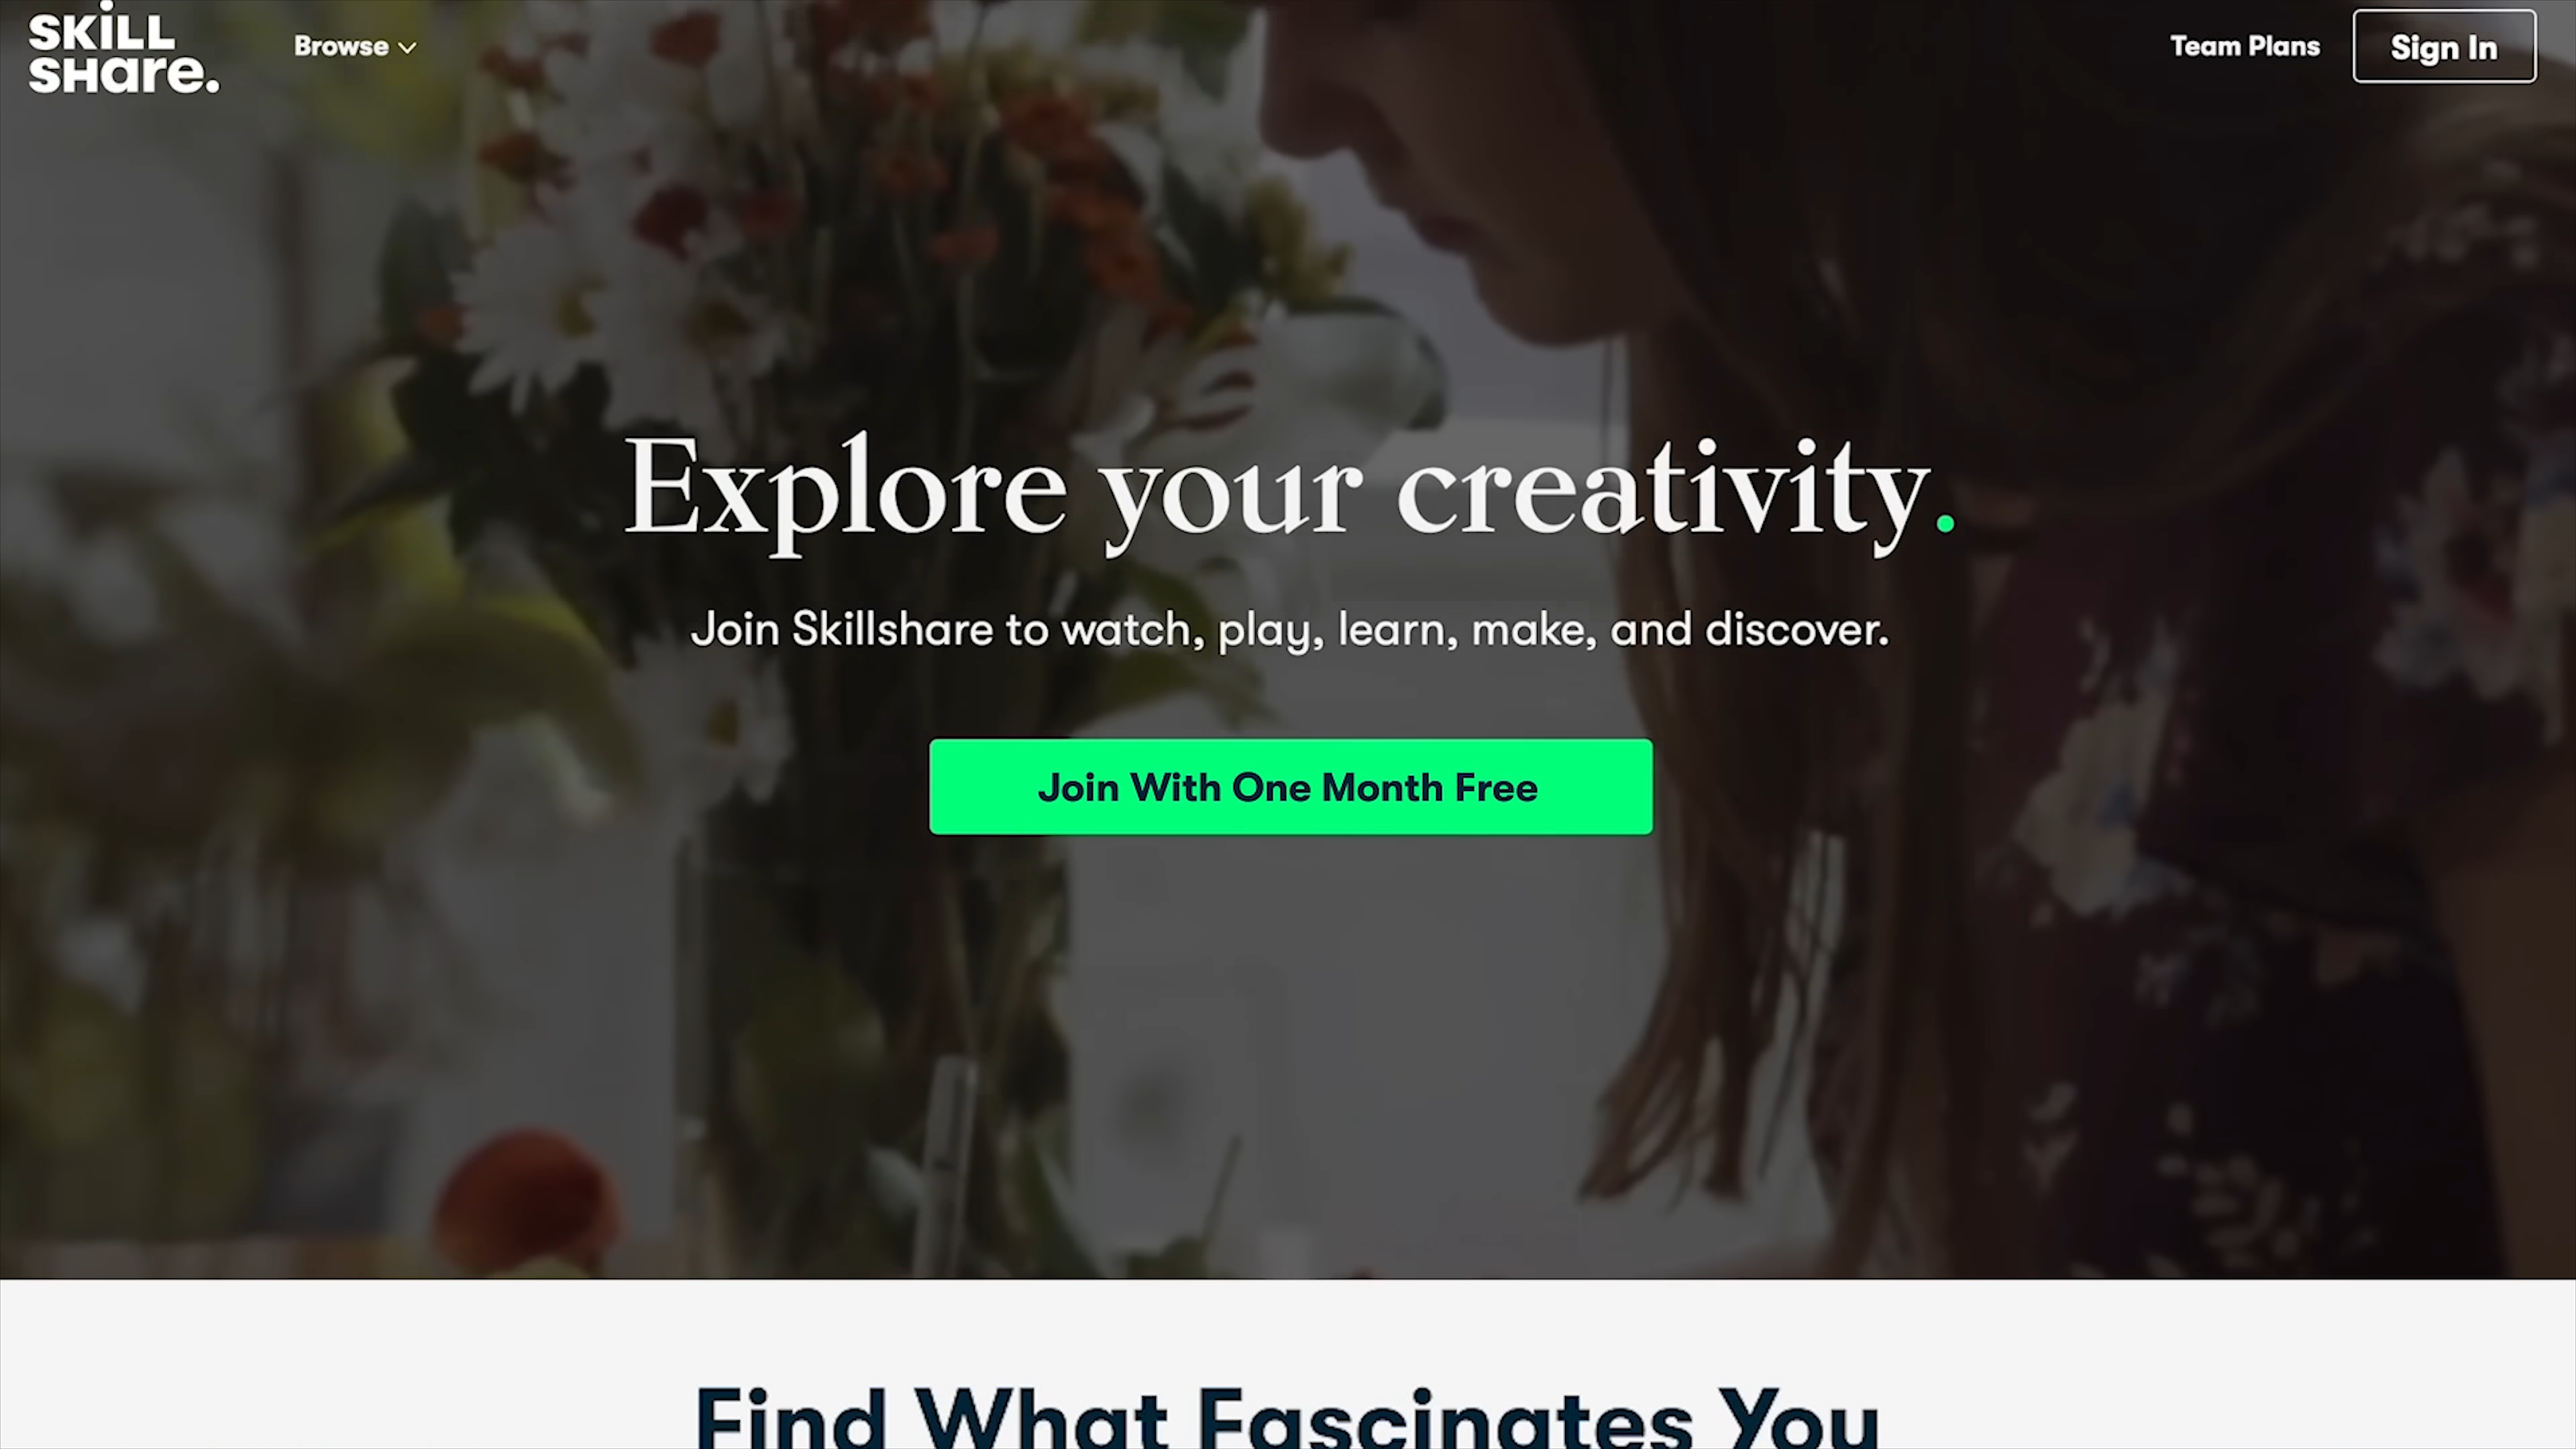 SKiLL
SHare.
Browse
Team Plans
Sign In
Explore your creativity.
Join Skillshare to watch, play, learn, make, and discover.
Join With One Month Free
Find What Fascinates You